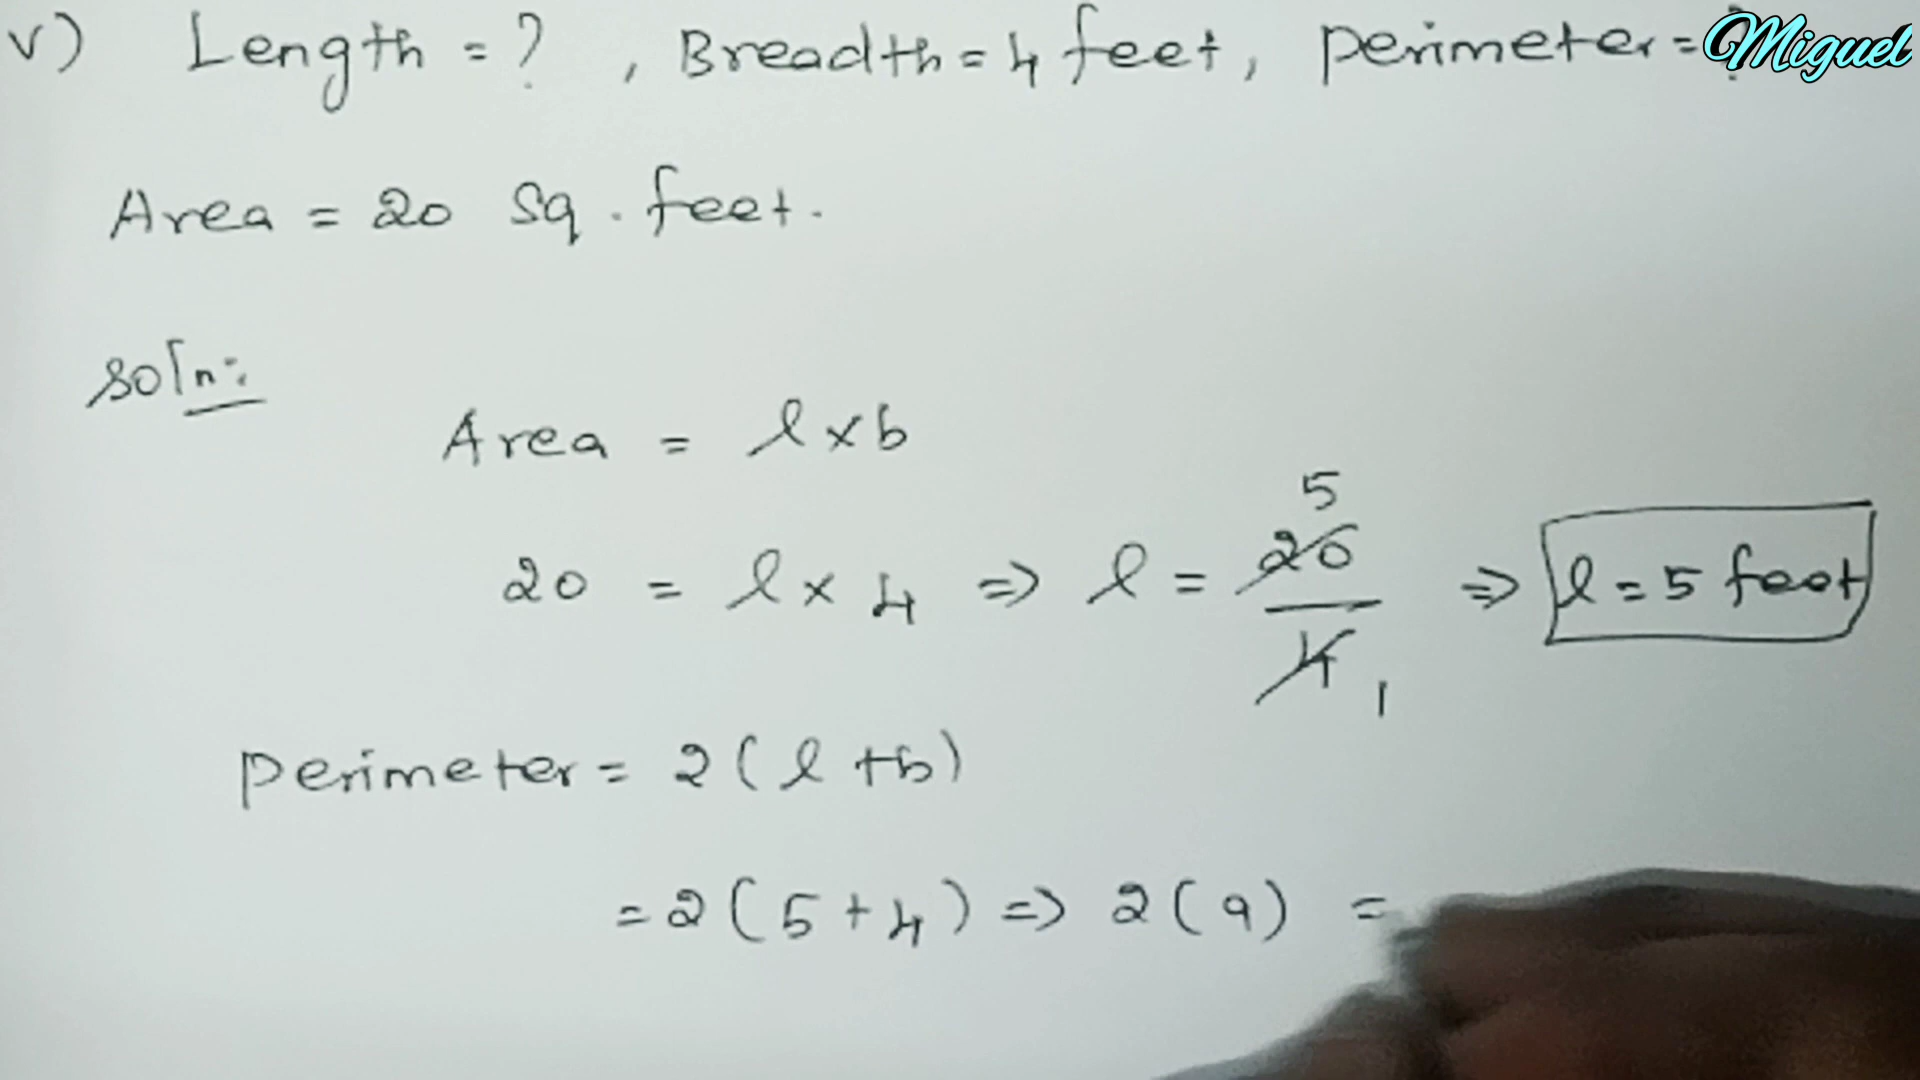 v) Length = ? , Breadth = 4 feet, perimeter = ?
Miguel
Area = 20 Sq. feet.
Soln:
Area = l x b
20 = l x 4 => l = 20/4 => l = 5 feet
5
1
perimeter = 2 ( l + b )
= 2 ( 5 + 4 ) => 2 ( 9 ) =